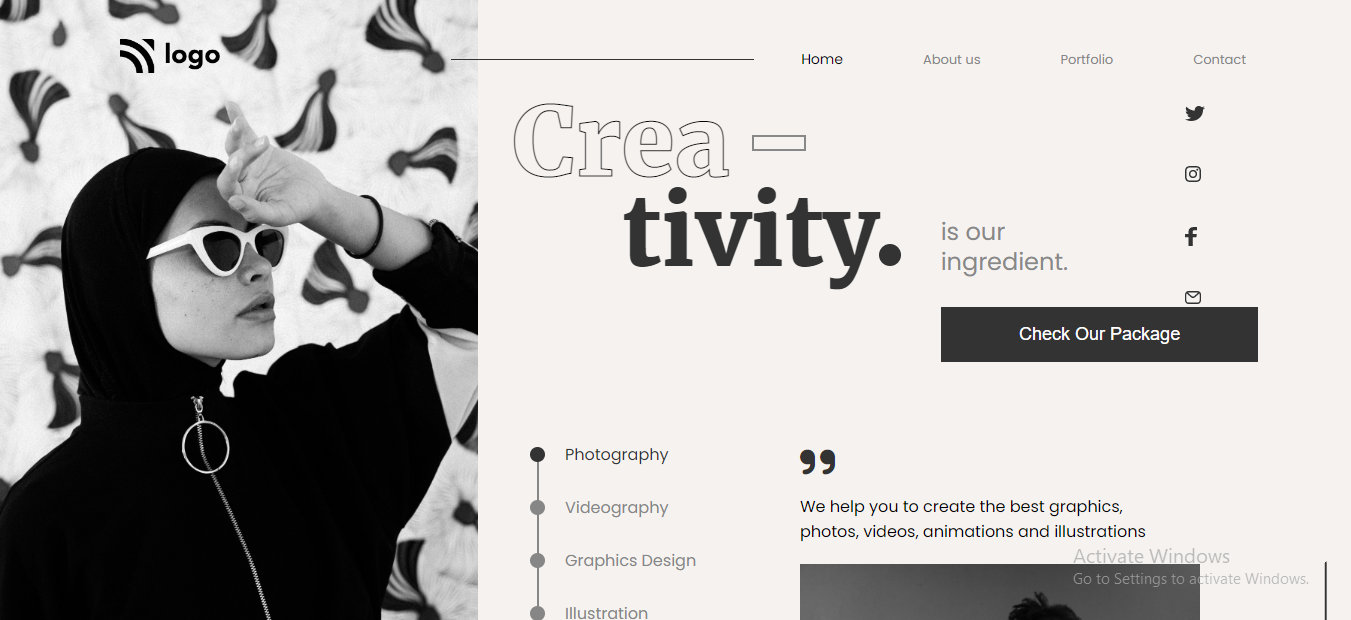 logo
Home About us Portfolio Contact
Crea –
tivity.
is our
ingredient.
Check Our Package
Photography
Videography
Graphics Design
Illustration
”
We help you to create the best graphics,
photos, videos, animations and illustrations
Activate Windows
Go to Settings to activate Windows.